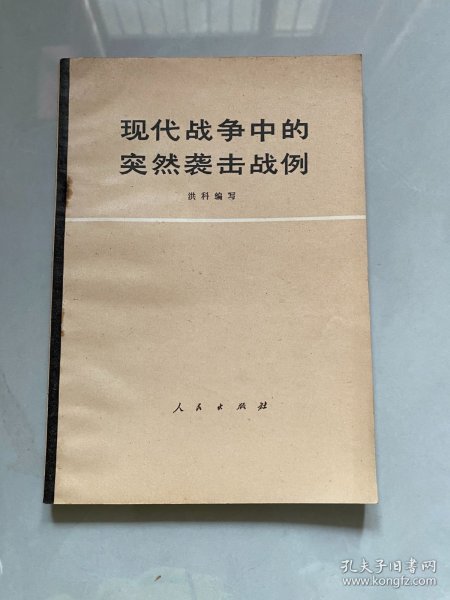 现代战争中的
突然袭击战例
洪科编写
人民出版社
孔夫子旧书网
www.kongfz.com